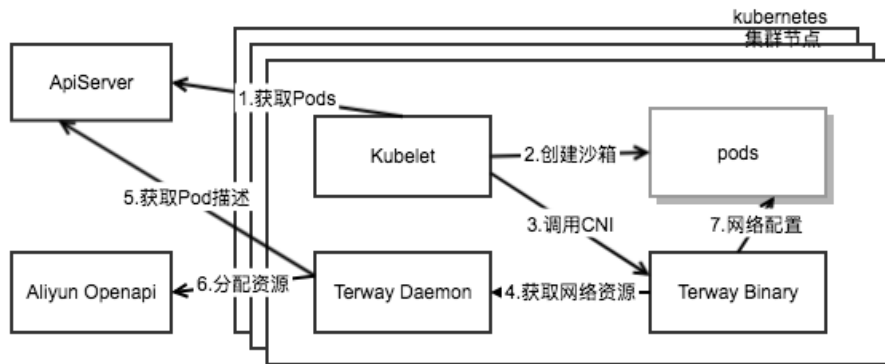 kubernetes
集群节点
ApiServer
1.获取Pods
Kubelet
2.创建沙箱
pods
5.获取Pod描述
3.调用CNI
7.网络配置
Aliyun Openapi
6.分配资源
Terway Daemon
4.获取网络资源
Terway Binary